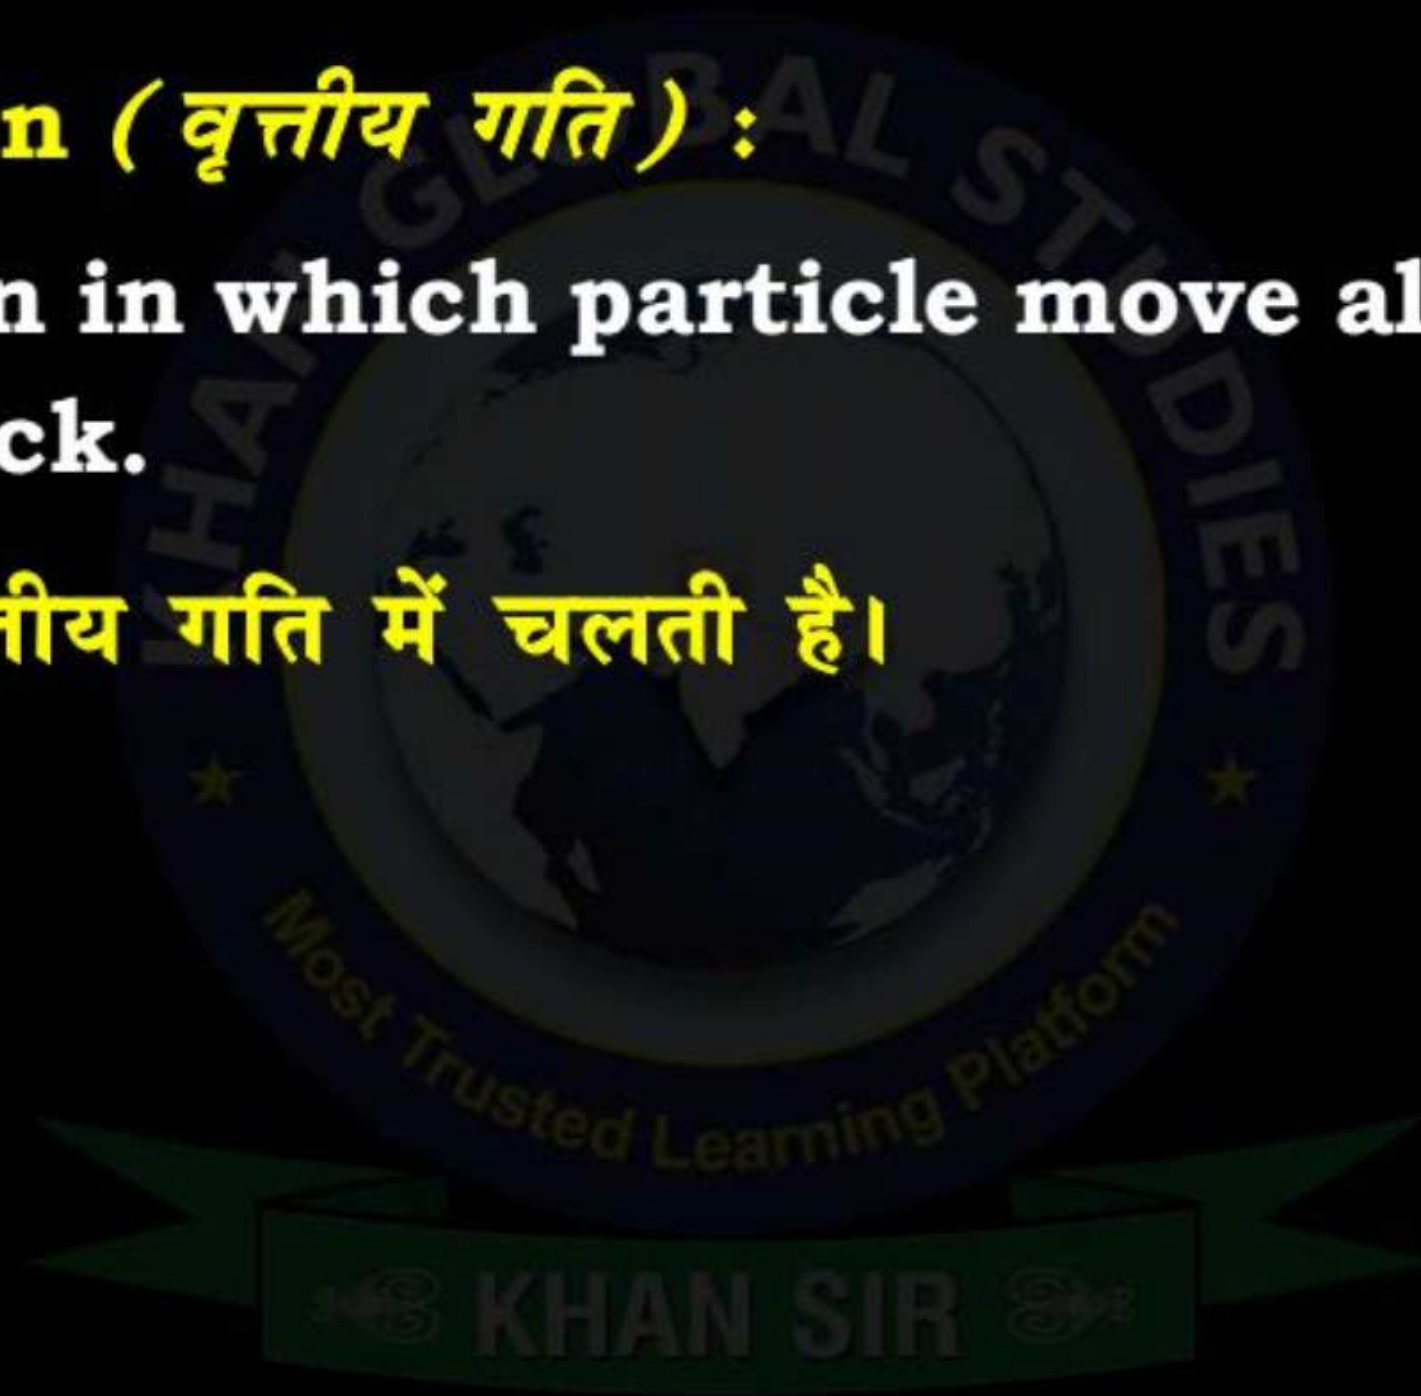 n ( वृत्तीय गति ) :
n in which particle move al
ck.
तीय गति में चलती है।
KHAN GLOBAL STUDIES
Most Trusted Learning Platform
KHAN SIR